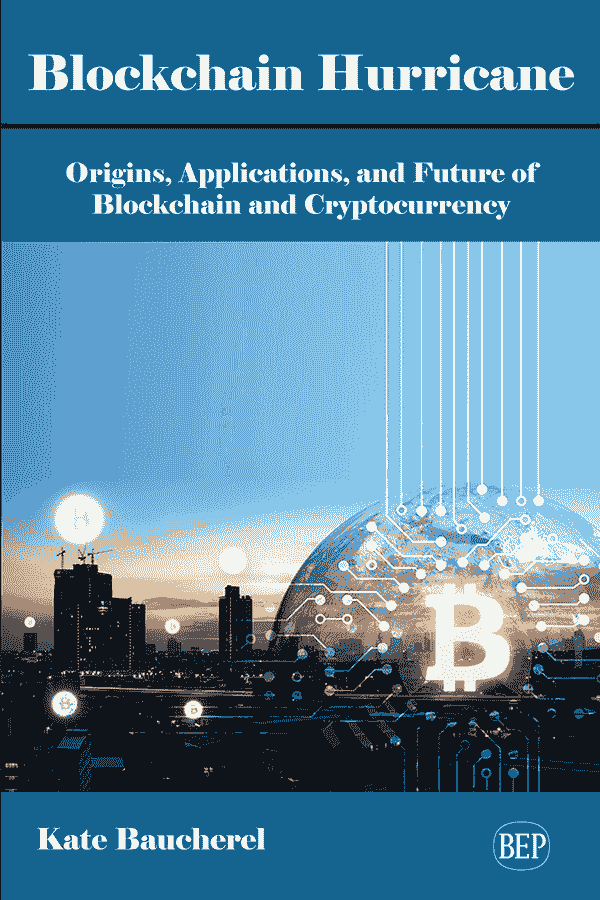 Blockchain Hurricane
Origins, Applications, and Future of
Blockchain and Cryptocurrency
Kate Baucherel
BEP